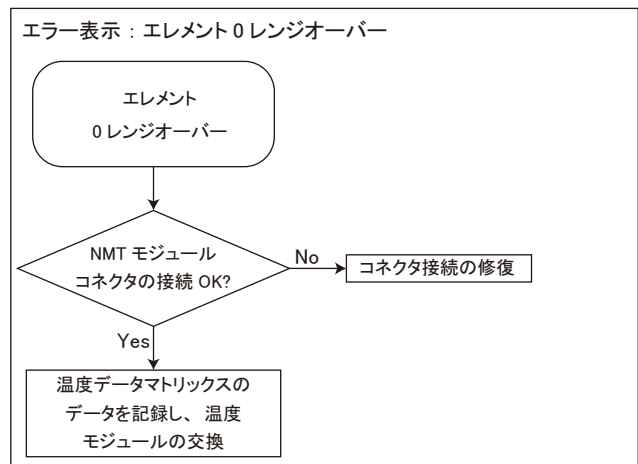 エラー表示 : エレメント 0 レンジオーバー
エレメント
0 レンジオーバー
NMT モジュール
コネクタの接続 OK?
No
コネクタ接続の修復
Yes
温度データマトリックスの
データを記録し、 温度
モジュールの交換